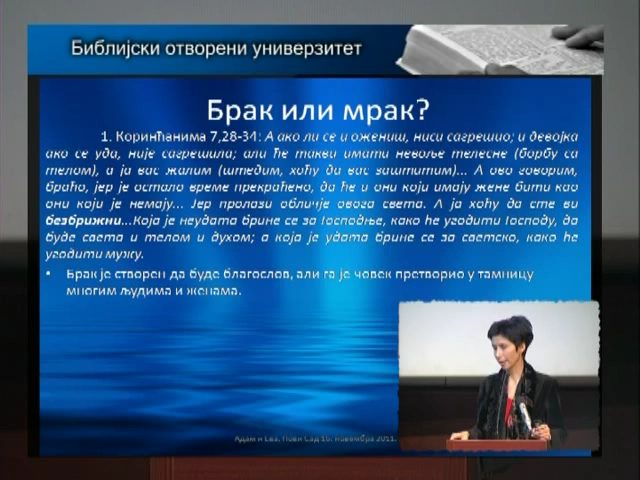 Библијски отворени универзитет
Брак или мрак?
1. Коринћанима 7,28-34: А ако ли се и ожениш, ниси сагрешио; и девојка
ако се уда, није сагрешила; али ће такви имати невоље телесне (борбу са
телом), а ја вас жалим (штедим, хоћу да вас заштитим)... А ово говорим,
браћо, јер је остало време прекраћено, да ће и они који имају жене бити као
они који је немају... Јер пролази обличје овога света. А ја хоћу да сте ви
безбрижни...Која је неудата брине се за Господње, како ће угодити Господу, да
буде света и телом и духом; а која је удата брине се за светско, како ће
угодити мужу.
• Брак је створен да буде благослов, али га је човек претворио у тамницу
многим људима и женама.
Адам и Ева, Нови Сад 16. новембра 2011.